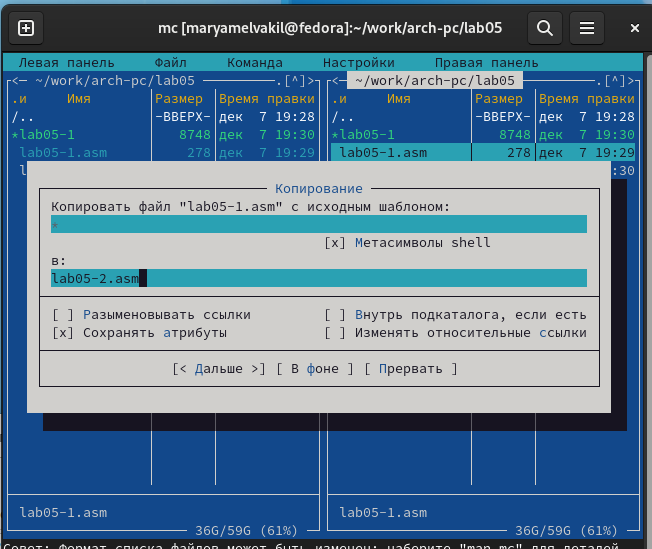 mc [maryamelvakil@fedora]:~/work/arch-pc/lab05
Левая панель Файл Команда Настройки Правая панель
<— ~/work/arch-pc/lab05 .[^]> <— ~/work/arch-pc/lab05 .[^]>
.и Имя Размер Время правки .и Имя Размер Время правки
/.. -ВВЕРХ- дек 7 19:28 /.. -ВВЕРХ- дек 7 19:28
*lab05-1 8748 дек 7 19:30 *lab05-1 8748 дек 7 19:30
lab05-1.asm 278 дек 7 19:29 lab05-1.asm 278 дек 7 19:29
l :30
Копирование
Копировать файл "lab05-1.asm" с исходным шаблоном:
*
[x] Метасимволы shell
в:
lab05-2.asm
[ ] Разыменовывать ссылки [ ] Внутрь подкаталога, если есть
[x] Сохранять атрибуты [ ] Изменять относительные ссылки
[< Дальше >] [ В фоне ] [ Прервать ]
lab05-1.asm lab05-1.asm
36G/59G (61%) 36G/59G (61%)
Совет: Формат списка файлов может быть изменен; наберите "man mc" для деталей